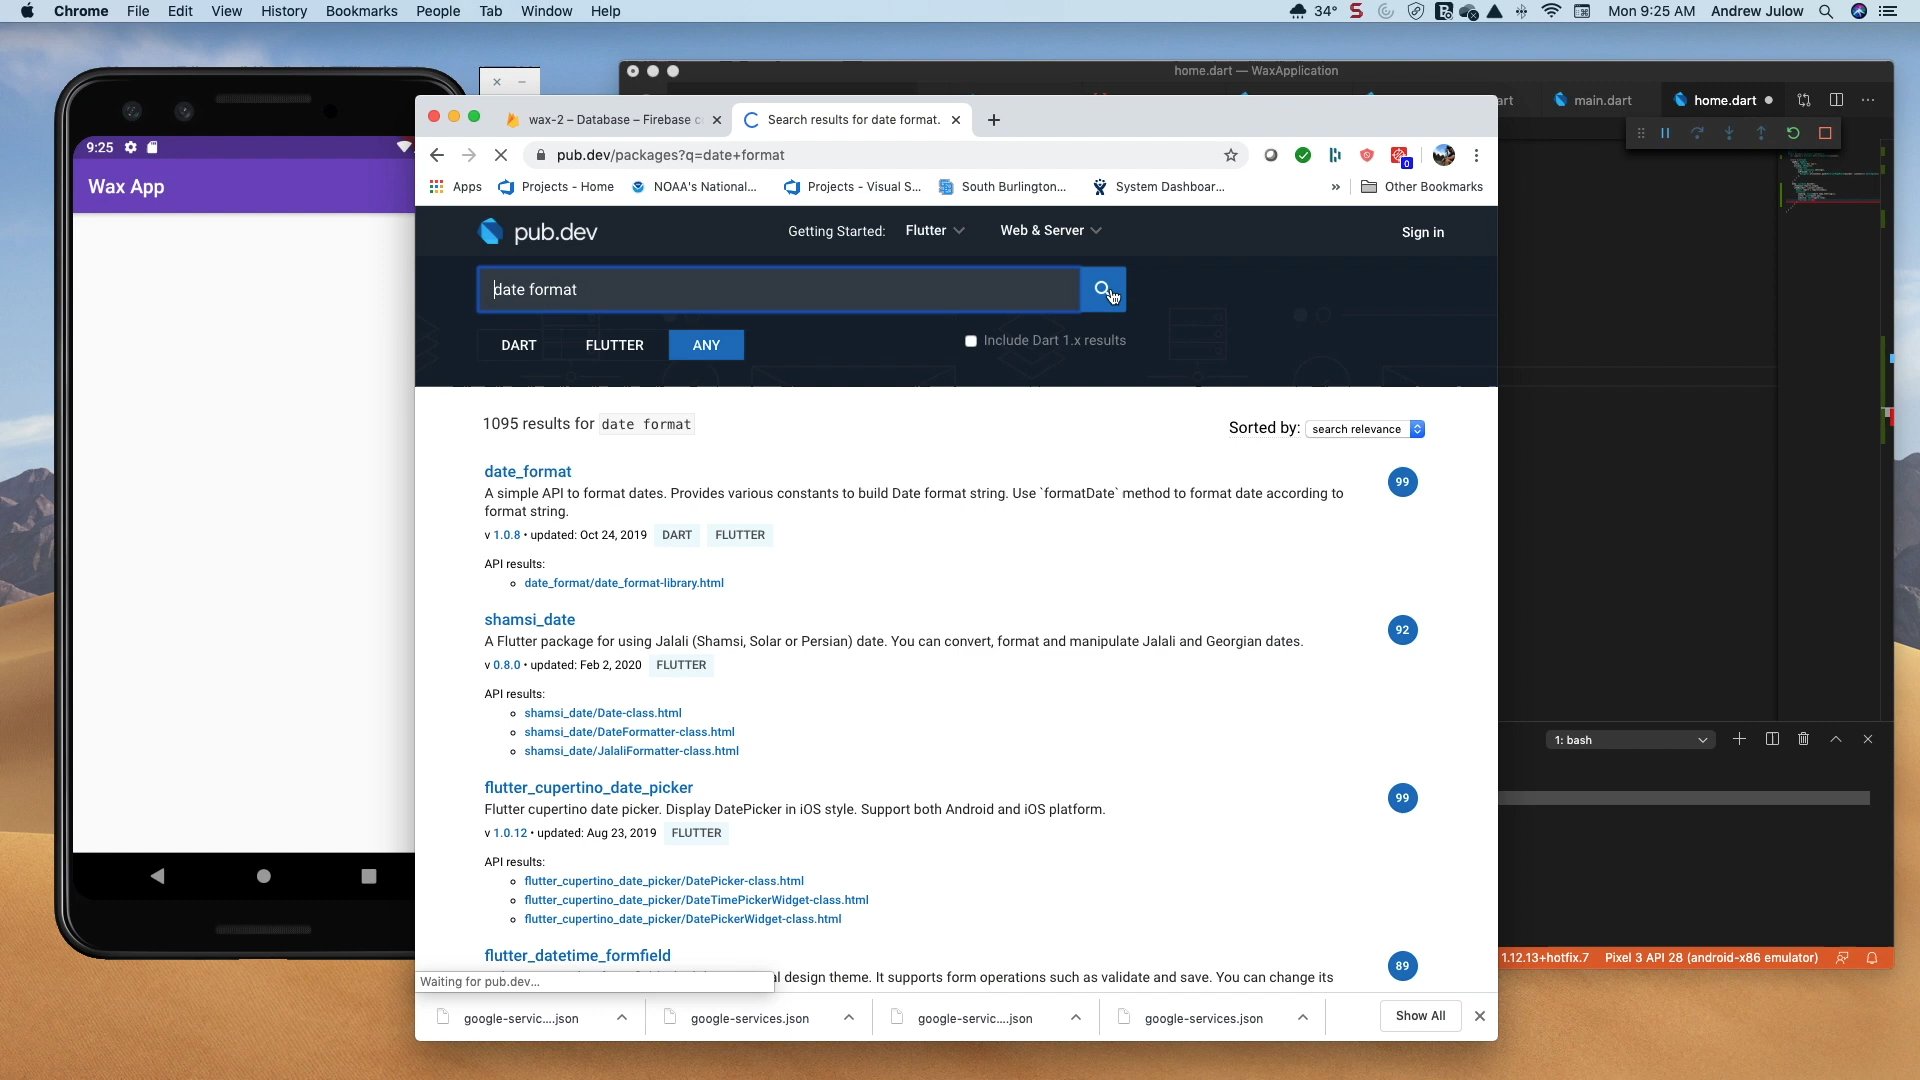 Chrome File Edit View History Bookmarks People Tab Window Help
34° Mon 9:25 AM Andrew Julow
home.dart — WaxApplication
art main.dart home.dart
9:25
Wax App
wax-2 – Database – Firebase c
Search results for date format.
pub.dev/packages?q=date+format
0
Apps Projects - Home NOAA's National... Projects - Visual S... South Burlington... System Dashboar... » Other Bookmarks
pub.dev Getting Started: Flutter Web & Server Sign in
date format
DART FLUTTER ANY Include Dart 1.x results
1095 results for date format
Sorted by: search relevance
date_format
99
A simple API to format dates. Provides various constants to build Date format string. Use `formatDate` method to format date according to
format string.
v 1.0.8 • updated: Oct 24, 2019 DART FLUTTER
API results:
date_format/date_format-library.html
shamsi_date
92
A Flutter package for using Jalali (Shamsi, Solar or Persian) date. You can convert, format and manipulate Jalali and Georgian dates.
v 0.8.0 • updated: Feb 2, 2020 FLUTTER
API results:
shamsi_date/Date-class.html
shamsi_date/DateFormatter-class.html
shamsi_date/JalaliFormatter-class.html
flutter_cupertino_date_picker
99
Flutter cupertino date picker. Display DatePicker in iOS style. Support both Android and iOS platform.
v 1.0.12 • updated: Aug 23, 2019 FLUTTER
API results:
flutter_cupertino_date_picker/DatePicker-class.html
flutter_cupertino_date_picker/DateTimePickerWidget-class.html
flutter_cupertino_date_picker/DatePickerWidget-class.html
flutter_datetime_formfield
89
al design theme. It supports form operations such as validate and save. You can change its
Waiting for pub.dev...
google-servic....json google-services.json google-servic....json google-services.json Show All
1: bash
1.12.13+hotfix.7 Pixel 3 API 28 (android-x86 emulator)